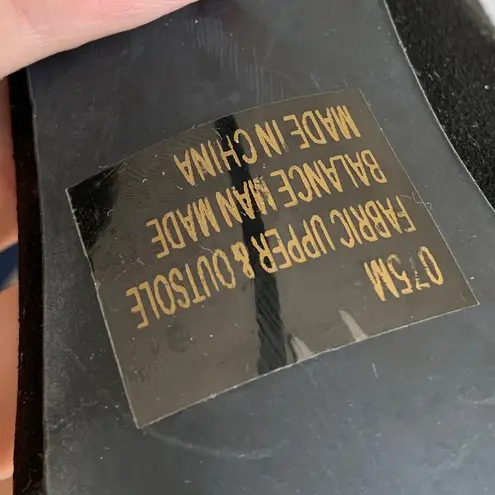 075M
FABRIC UPPER & OUTSOLE
BALANCE MAN MADE
MADE IN CHINA